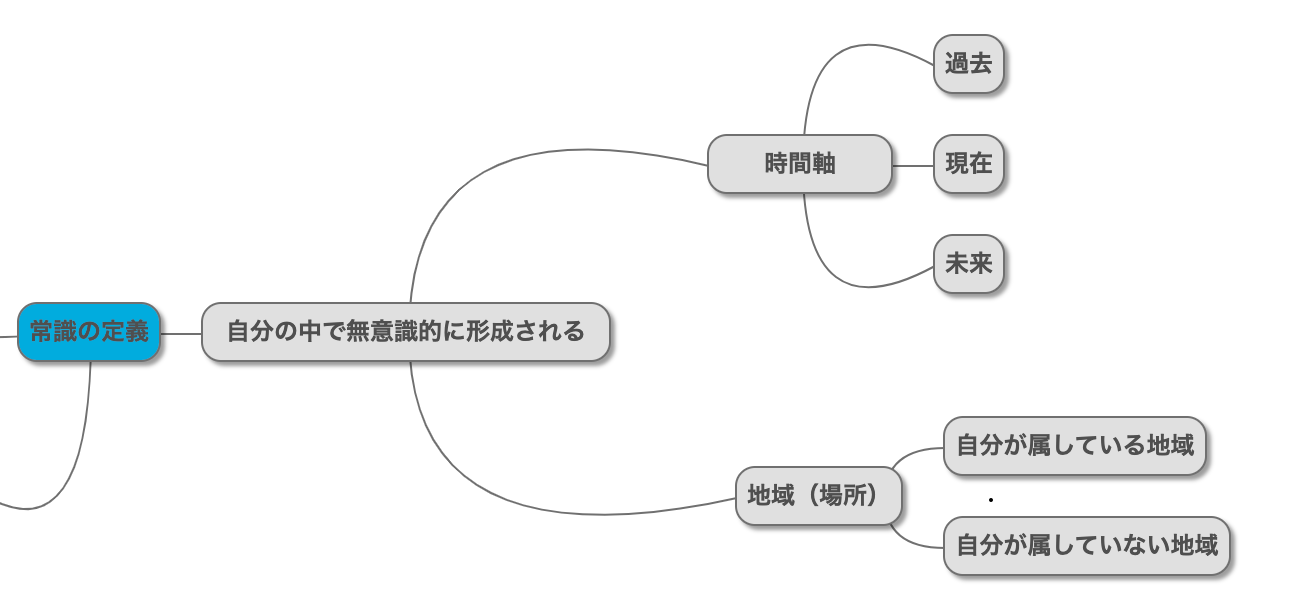 常識の定義
自分の中で無意識的に形成される
時間軸
過去
現在
未来
地域（場所）
自分が属している地域
自分が属していない地域